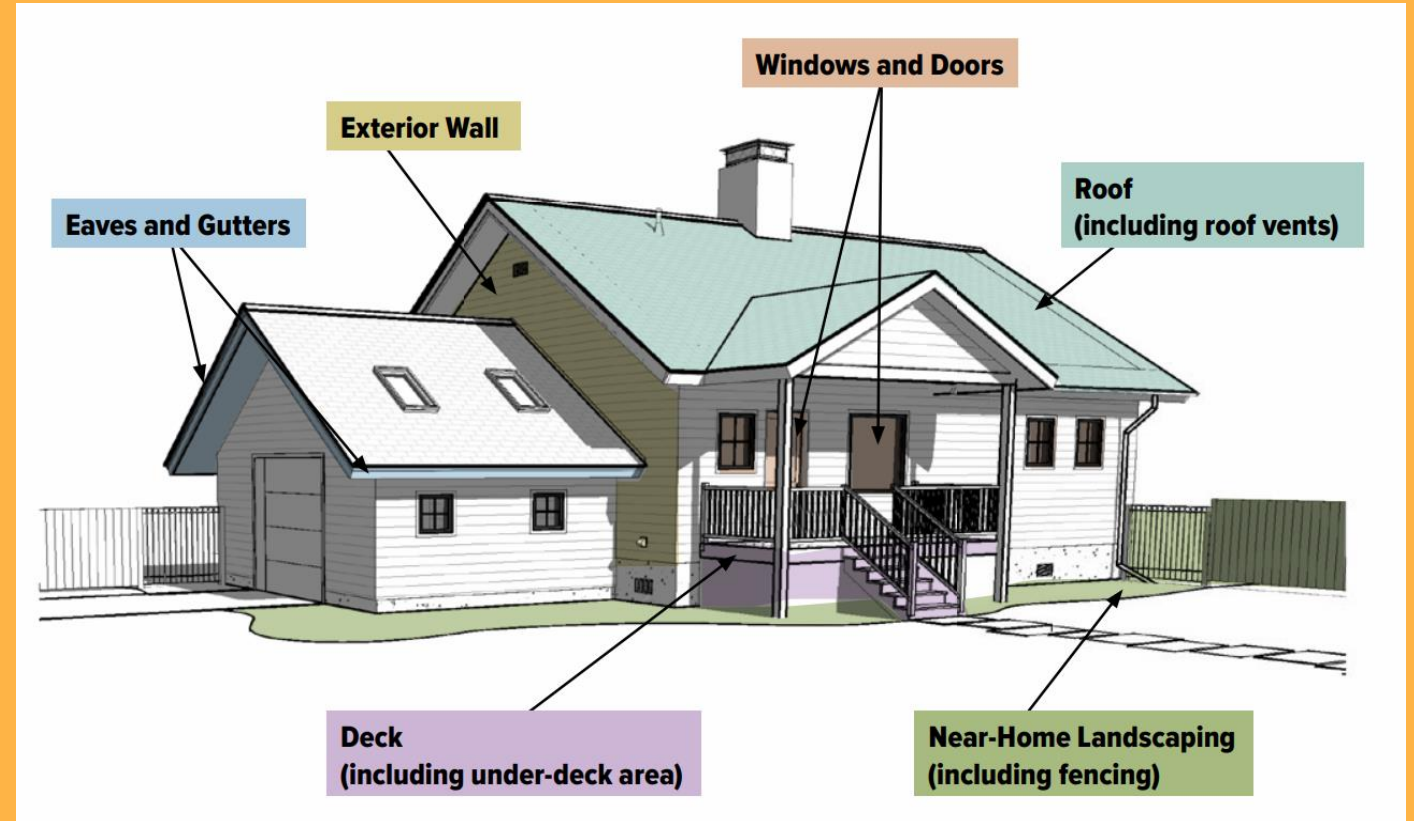 Windows and Doors
Exterior Wall
Roof
(including roof vents)
Eaves and Gutters
Deck
(including under-deck area)
Near-Home Landscaping
(including fencing)